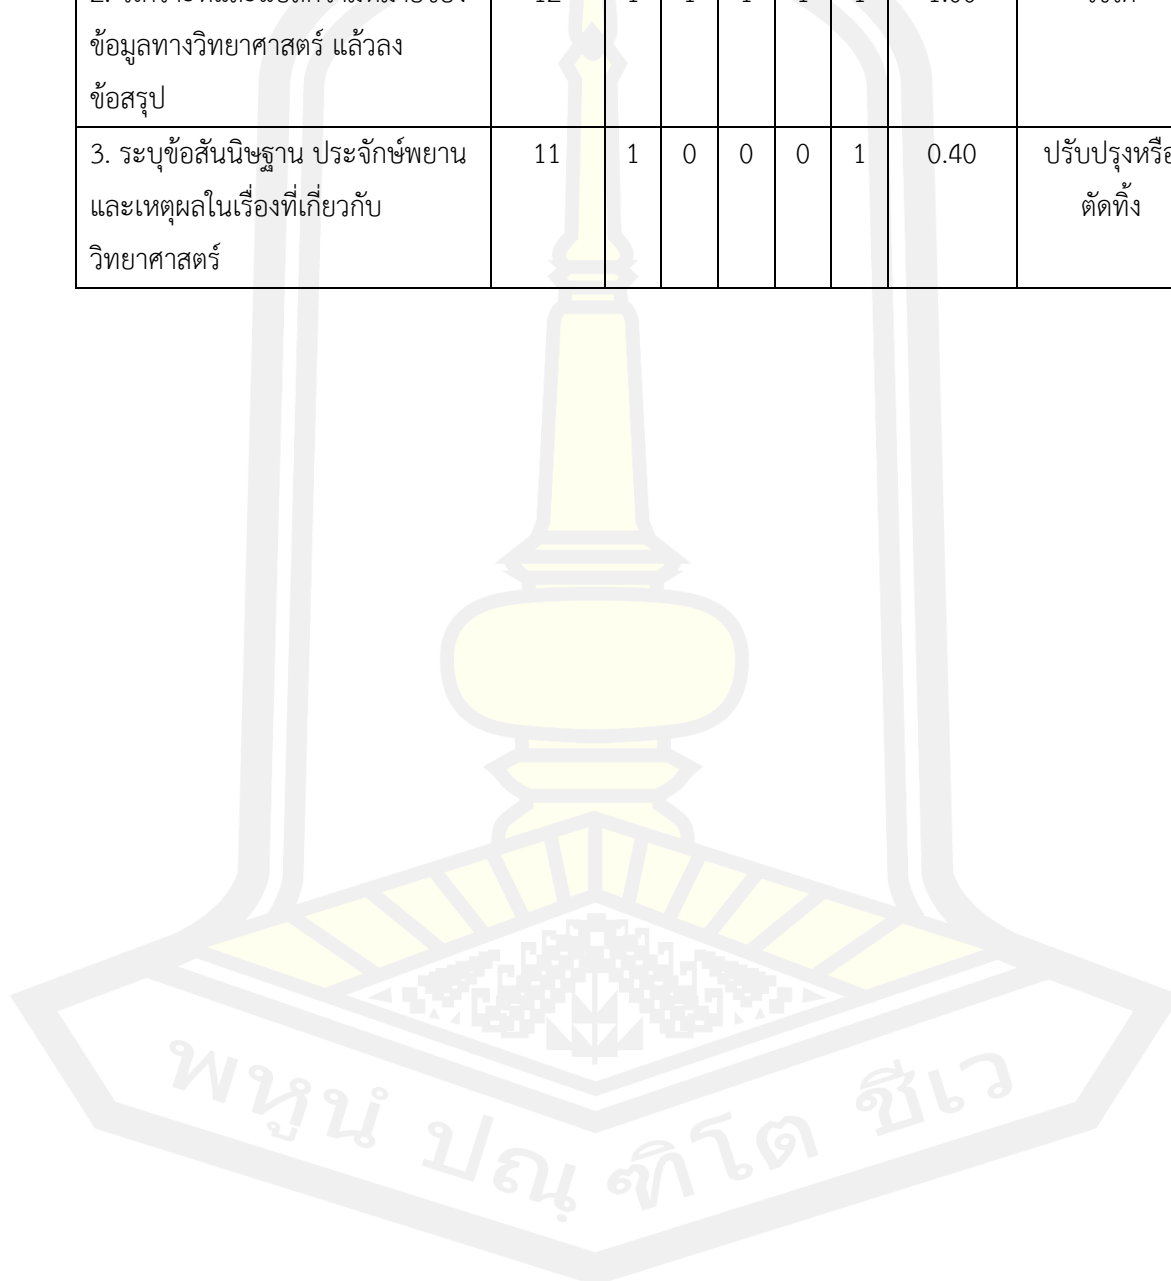 ข้อมูลทางวิทยาศาสตร์ แล้วลง
ข้อสรุป
3. ระบุข้อสันนิษฐาน ประจักษ์พยาน 11 1 0 0 0 1 0.40 ปรับปรุงหรือ
และเหตุผลในเรื่องที่เกี่ยวกับ ตัดทิ้ง
วิทยาศาสตร์
พหูนํ ปณฺฑิโต ชีเว